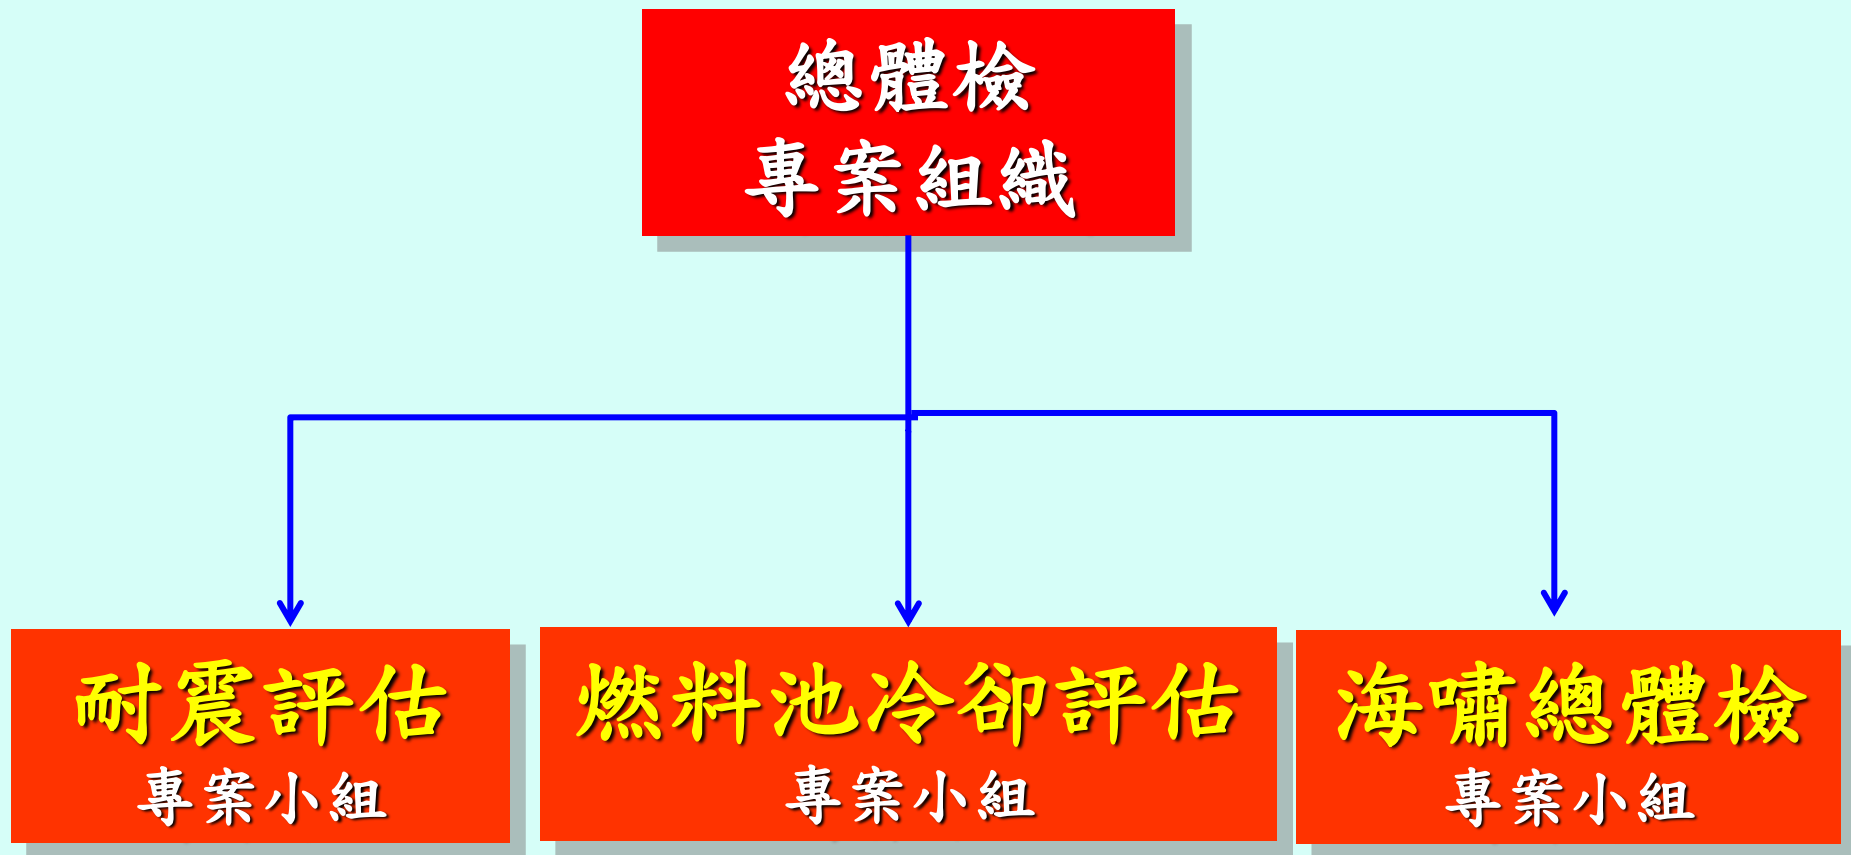 總體檢
專案組織
耐震評估
專案小組
燃料池冷卻評估
專案小組
海嘯總體檢
專案小組